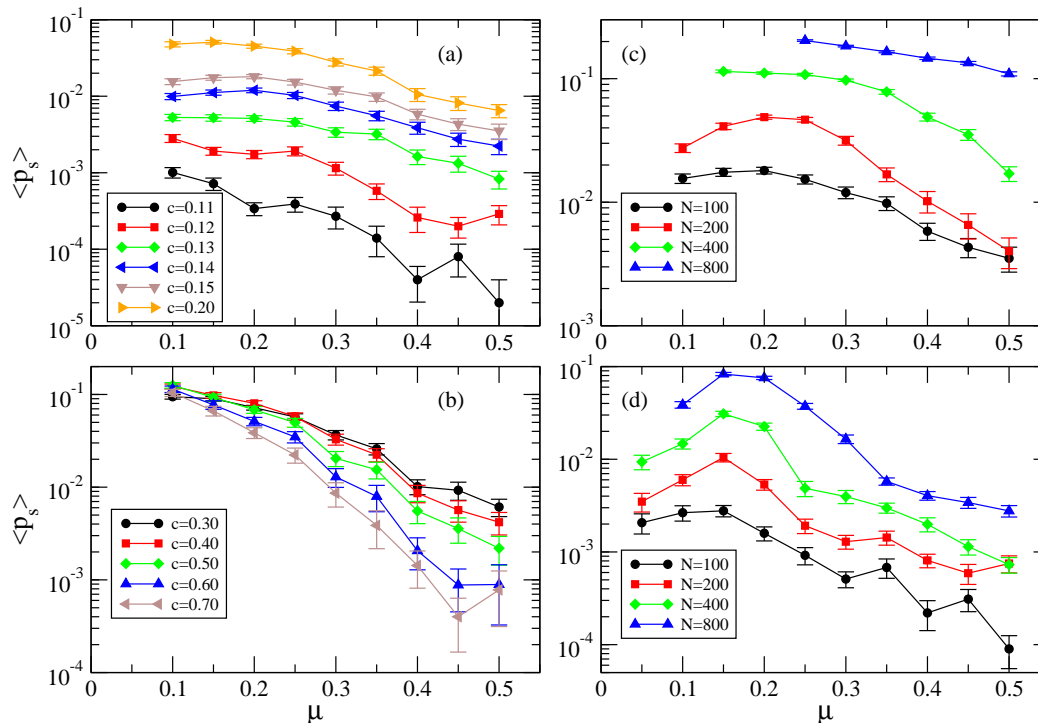 10^-1
10^-2
10^-3
10^-4
10^-5
<p_s>
(a)
c=0.11
c=0.12
c=0.13
c=0.14
c=0.15
c=0.20
0 0.1 0.2 0.3 0.4 0.5
10^-1
10^-2
10^-3
<p_s>
(c)
N=100
N=200
N=400
N=800
0 0.1 0.2 0.3 0.4 0.5
10^-1
10^-2
10^-3
10^-4
<p_s>
(b)
c=0.30
c=0.40
c=0.50
c=0.60
c=0.70
0 0.1 0.2 0.3 0.4 0.5
μ
10^-1
10^-2
10^-3
10^-4
<p_s>
(d)
N=100
N=200
N=400
N=800
0 0.1 0.2 0.3 0.4 0.5
μ